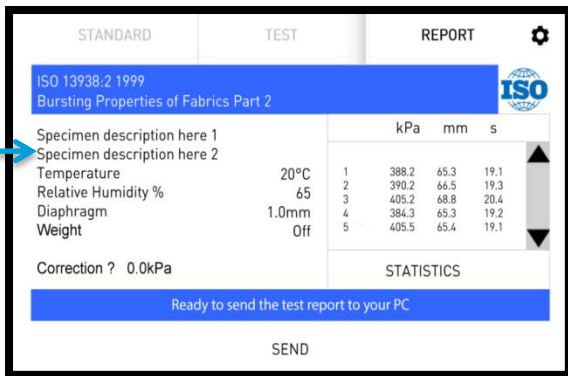 STANDARD TEST REPORT
ISO 13938:2 1999
Bursting Properties of Fabrics Part 2
ISO
Specimen description here 1
Specimen description here 2
Temperature 20°C
Relative Humidity % 65
Diaphragm 1.0mm
Weight Off
Correction ? 0.0kPa
kPa mm s
1 388.2 65.3 19.1
2 390.2 66.5 19.3
3 405.2 68.8 20.4
4 384.3 65.3 19.2
5 405.5 65.4 19.1
STATISTICS
Ready to send the test report to your PC
SEND